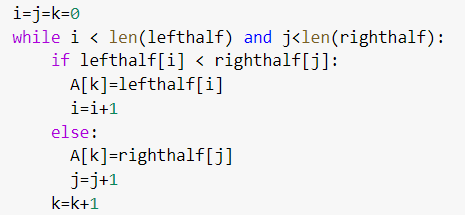 i=j=k=0
while i < len(lefthalf) and j<len(righthalf):
    if lefthalf[i] < righthalf[j]:
      A[k]=lefthalf[i]
      i=i+1
    else:
      A[k]=righthalf[j]
      j=j+1
    k=k+1